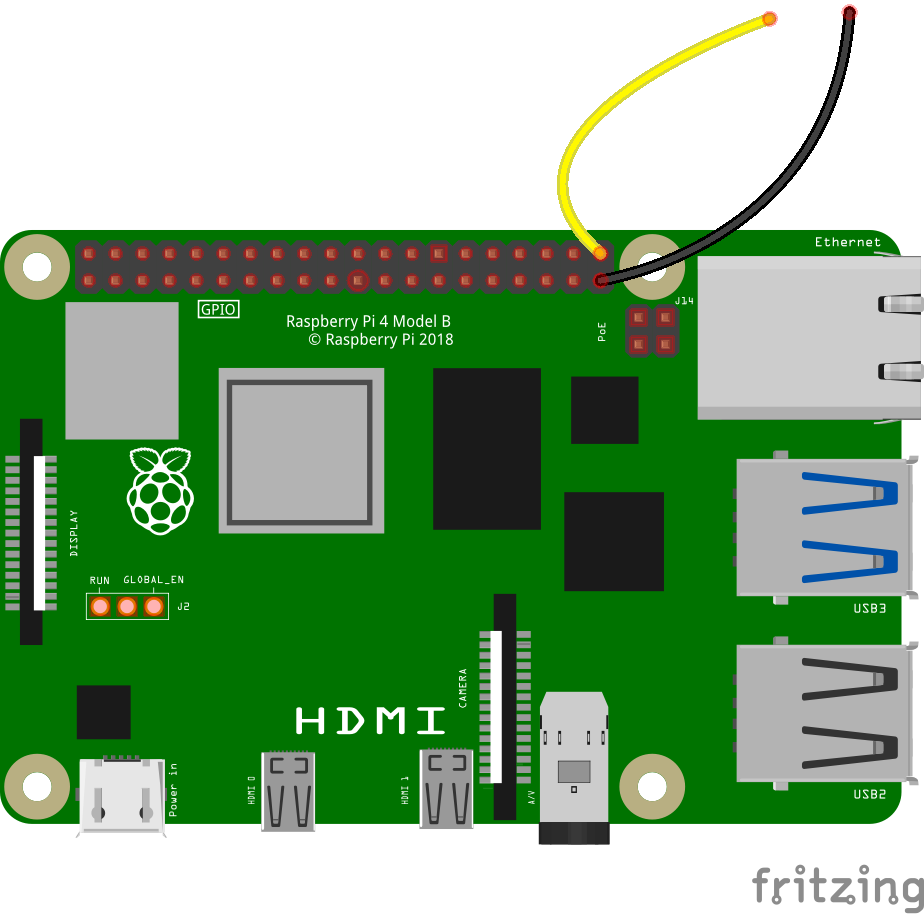 Ethernet
J14
GPIO
Raspberry Pi 4 Model B
© Raspberry Pi 2018
PoE
DISPLAY
RUN GLOBAL_EN
J2
USB3
CAMERA
HDMI
Power in
HDMI 0
HDMI 1
A/V
USB2
fritzing